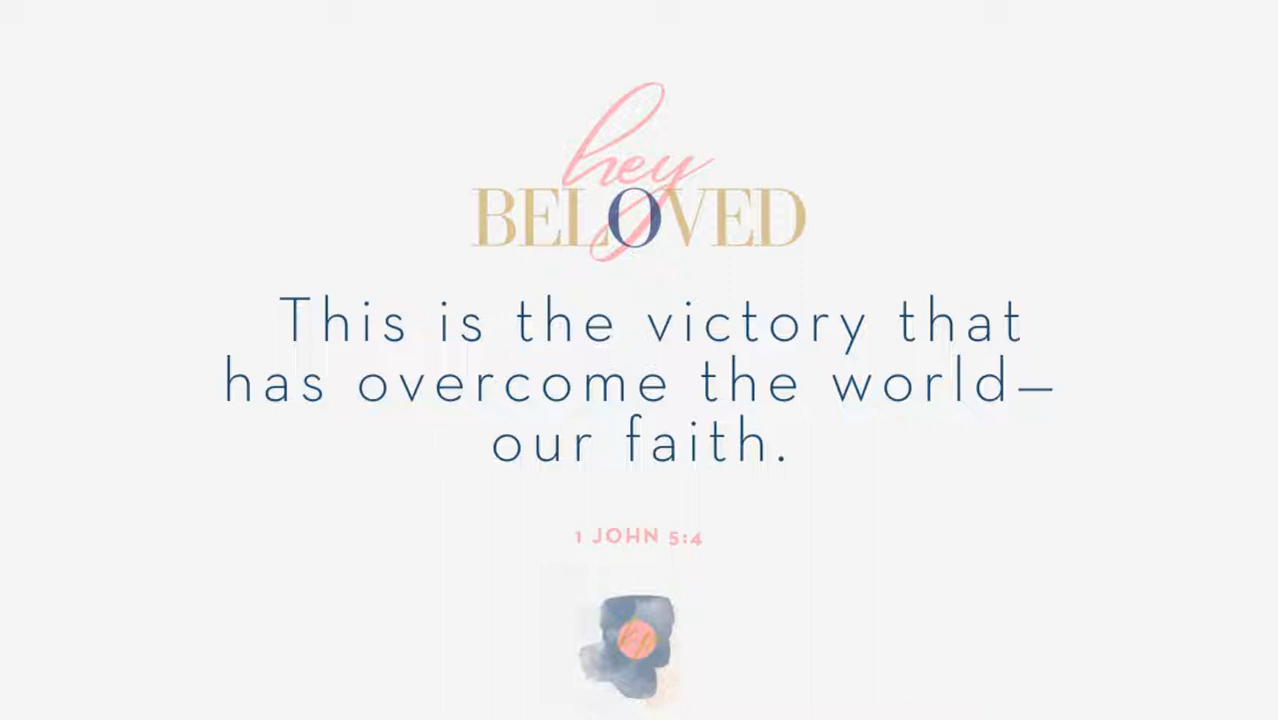 hey
BELOVED
This is the victory that
has overcome the world—
our faith.
1 JOHN 5:4